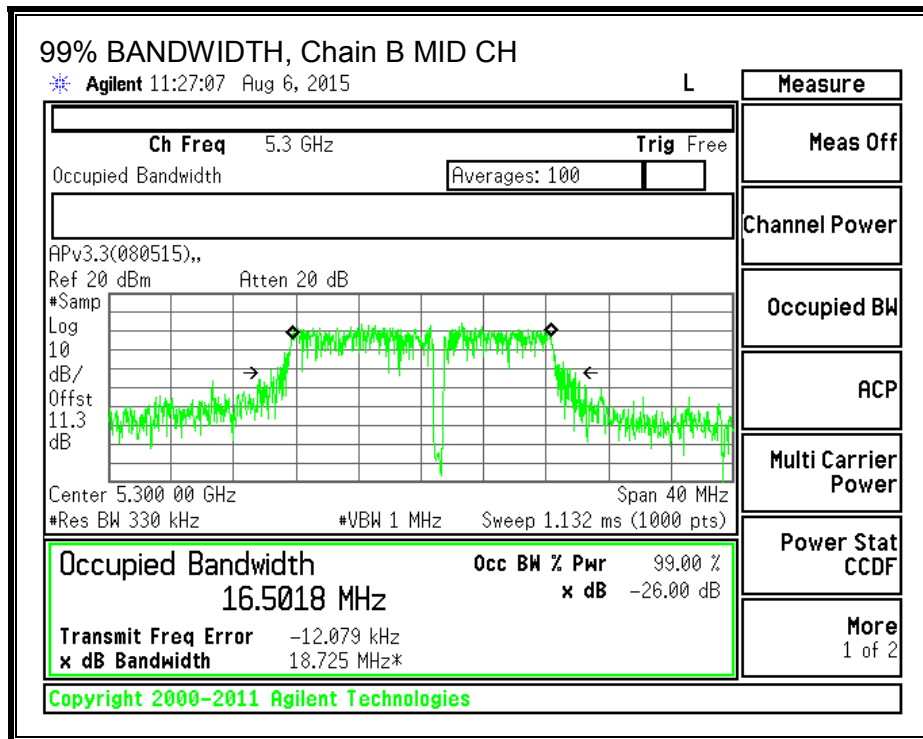 99% BANDWIDTH, Chain B MID CH
Agilent 11:27:07 Aug 6, 2015 L
Measure
Ch Freq 5.3 GHz Trig Free
Meas Off
Occupied Bandwidth Averages: 100
Channel Power
APv3.3(080515),,
Ref 20 dBm Atten 20 dB
#Samp
Log
10
dB/
Offst
11.3
dB
Occupied BW
ACP
Multi Carrier
Power
Center 5.300 00 GHz Span 40 MHz
#Res BW 330 kHz #VBW 1 MHz Sweep 1.132 ms (1000 pts)
Power Stat
CCDF
Occupied Bandwidth Occ BW % Pwr 99.00 %
16.5018 MHz x dB -26.00 dB
Transmit Freq Error -12.079 kHz
x dB Bandwidth 18.725 MHz*
More
1 of 2
Copyright 2000-2011 Agilent Technologies